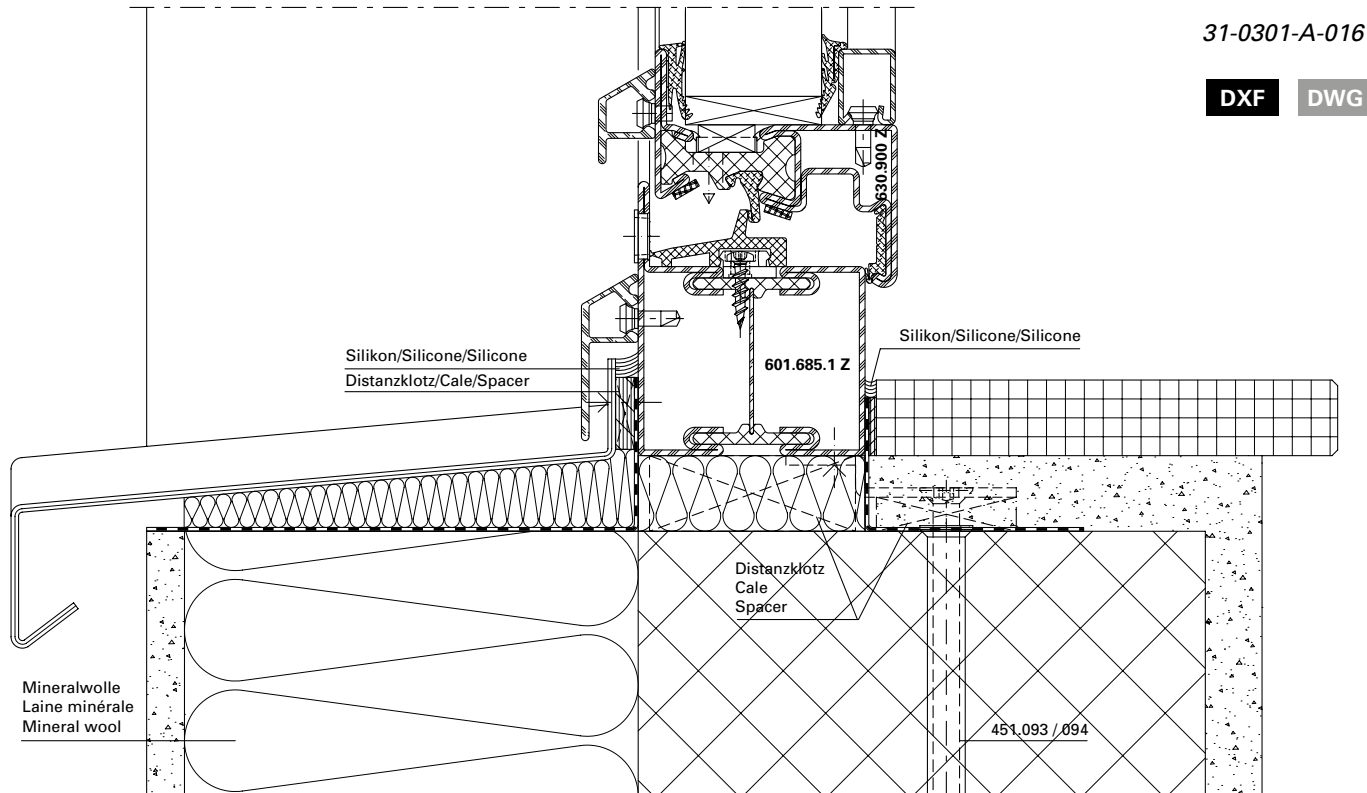 31-0301-A-016
DXF DWG
630.900 Z
Silikon/Silicone/Silicone
Silikon/Silicone/Silicone
Distanzklotz/Cale/Spacer
601.685.1 Z
Distanzklotz
Cale
Spacer
Mineralwolle
Laine minérale
Mineral wool
451.093 / 094